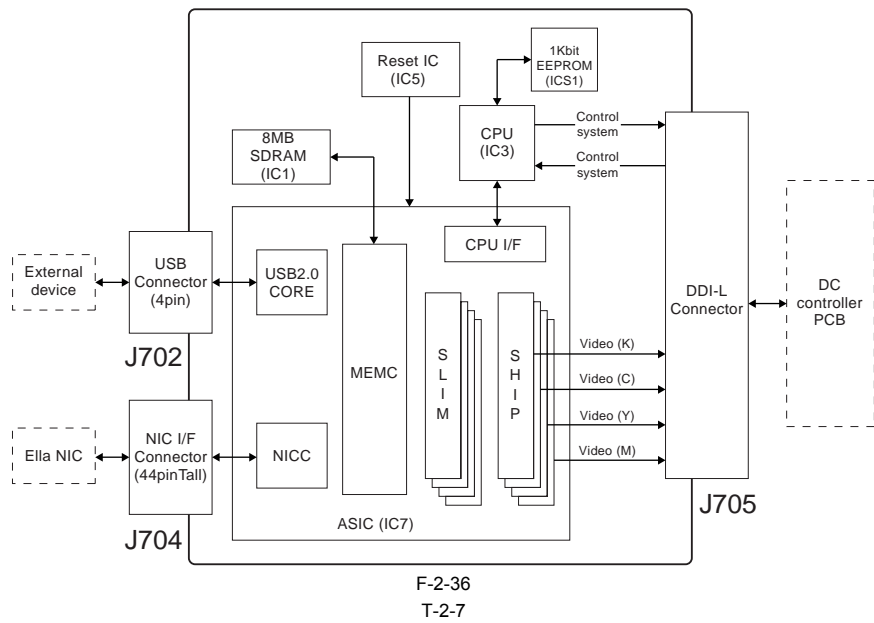 Reset IC
(IC5)
1Kbit
EEPROM
(ICS1)
8MB
SDRAM
(IC1)
CPU
(IC3)
Control
system
Control
system
CPU I/F
External
device
USB
Connector
(4pin)
USB2.0
CORE
J702
MEMC
SLIM
SHIP
Video (K)
Video (C)
Video (Y)
Video (M)
DDI-L
Connector
DC
controller
PCB
Ella NIC
NIC I/F
Connector
(44pinTall)
NICC
J704
ASIC (IC7)
J705
F-2-36
T-2-7